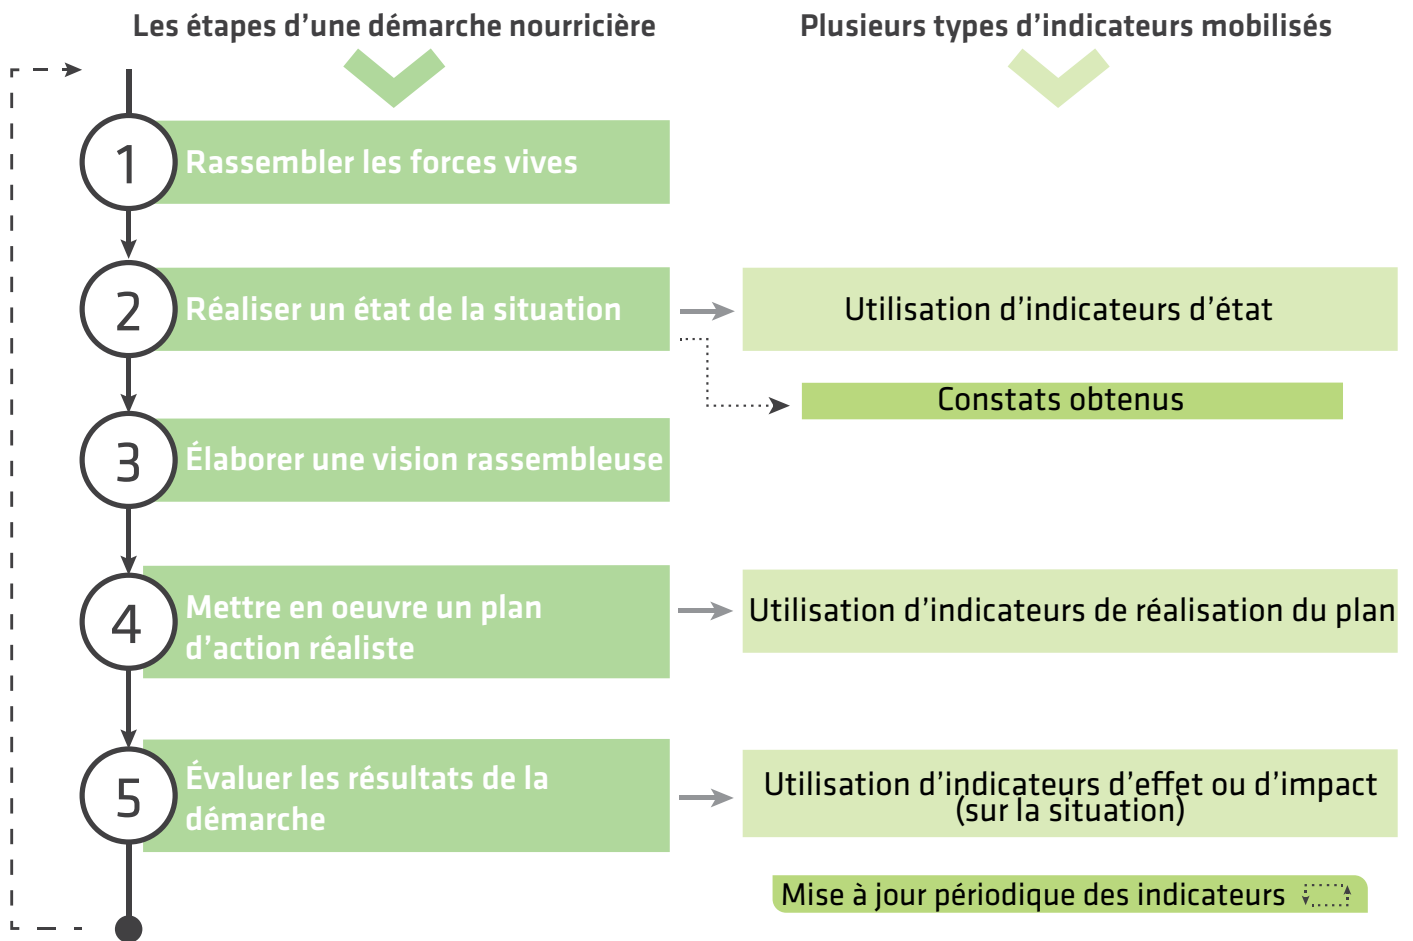 Les étapes d'une démarche nourricière
Plusieurs types d'indicateurs mobilisés
1
Rassembler les forces vives
2
Réaliser un état de la situation
Utilisation d'indicateurs d'état
Constats obtenus
3
Élaborer une vision rassembleuse
4
Mettre en oeuvre un plan
d'action réaliste
Utilisation d'indicateurs de réalisation du plan
5
Évaluer les résultats de la
démarche
Utilisation d'indicateurs d'effet ou d'impact
(sur la situation)
Mise à jour périodique des indicateurs